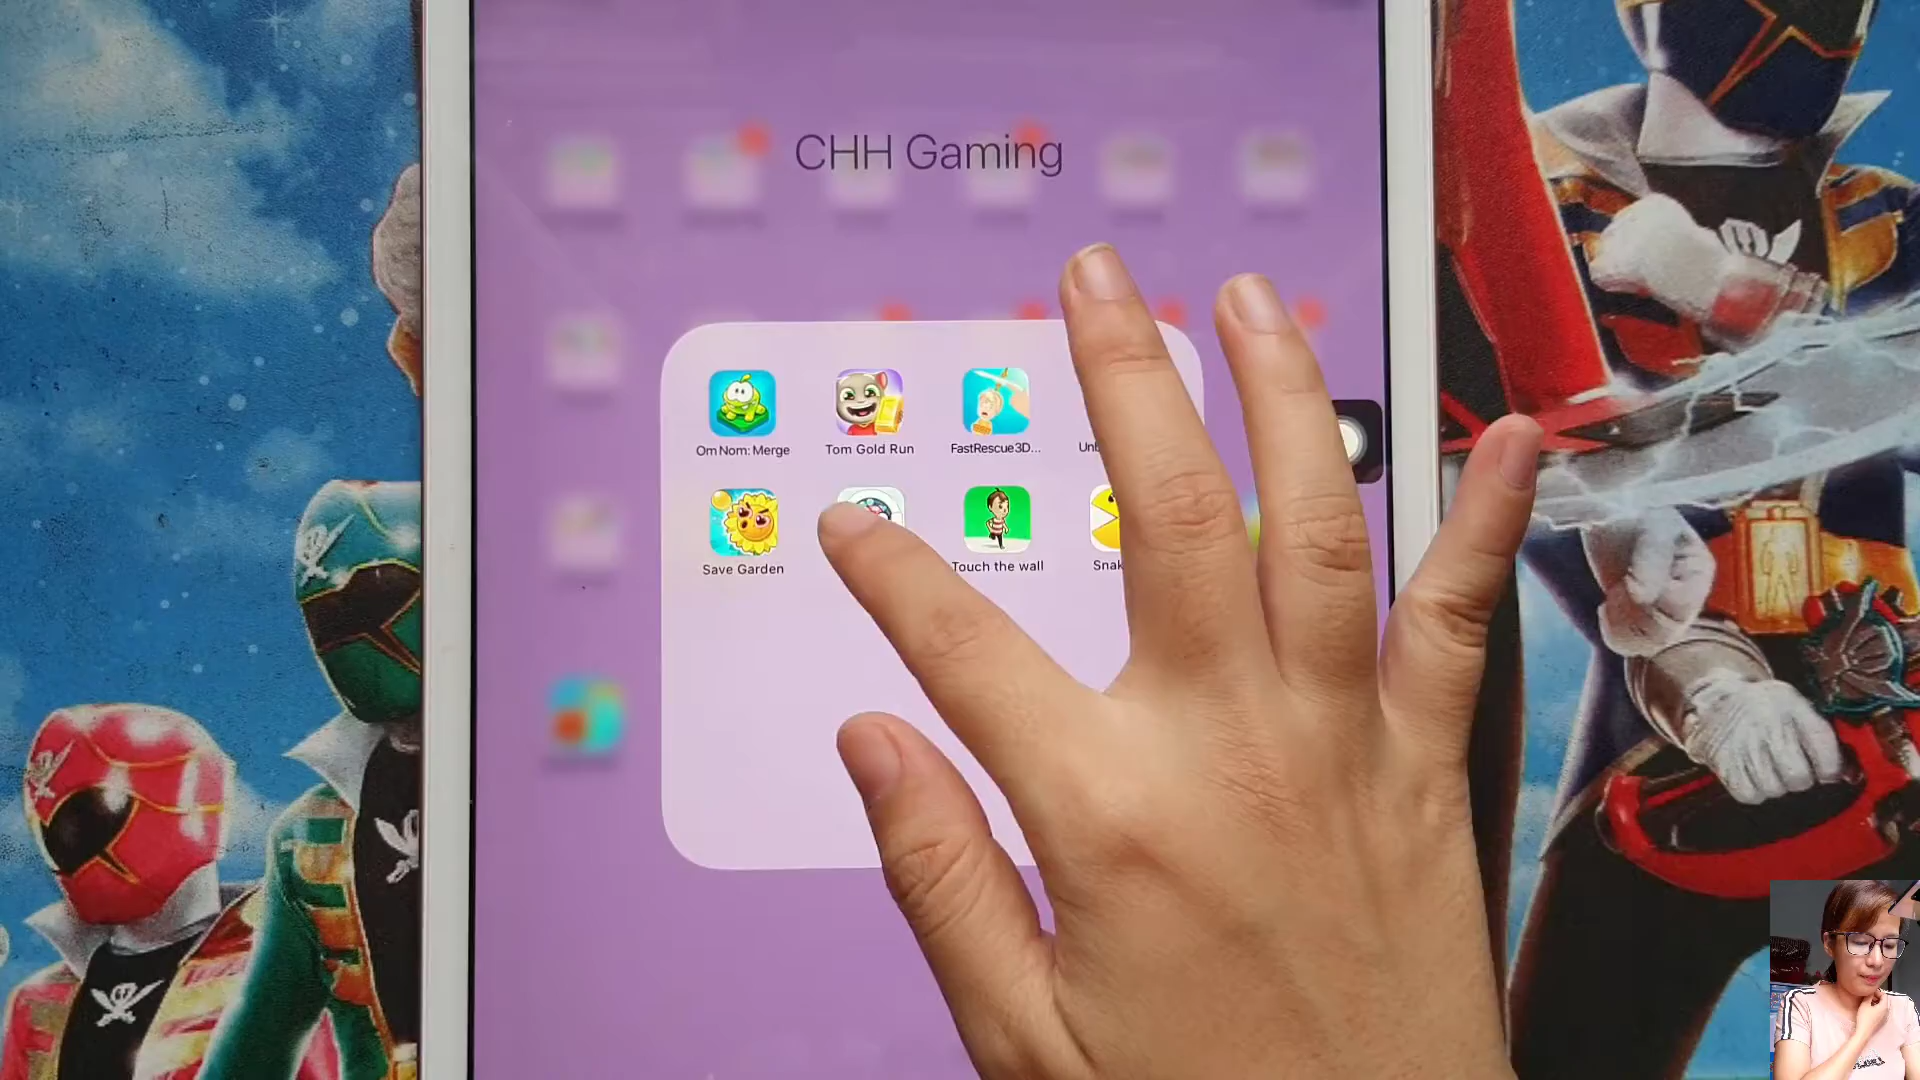 CHH Gaming
Om Nom: Merge
Tom Gold Run
FastRescue3D...
Save Garden
Touch the wall